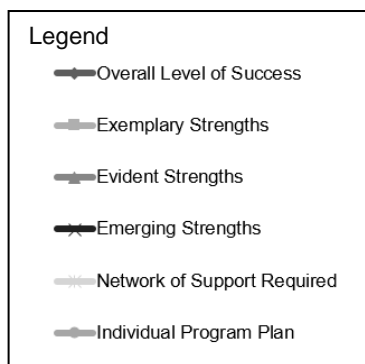 Legend
Overall Level of Success
Exemplary Strengths
Evident Strengths
Emerging Strengths
Network of Support Required
Individual Program Plan